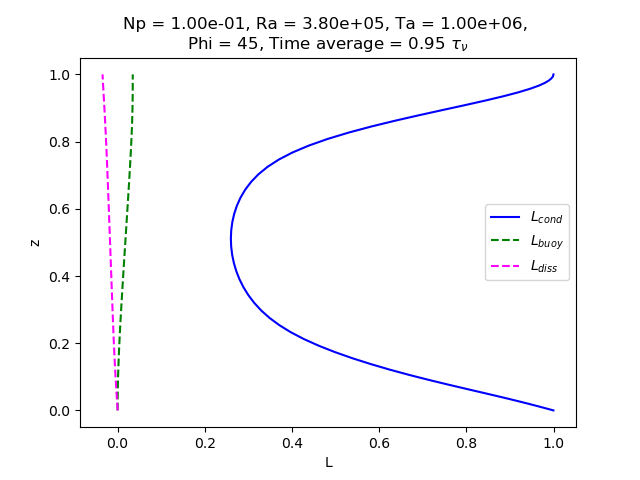 Np = 1.00e-01, Ra = 3.80e+05, Ta = 1.00e+06,
Phi = 45, Time average = 0.95 τ_ν
1.0
0.8
0.6
0.4
0.2
0.0
z
L_cond
L_buoy
L_diss
0.0 0.2 0.4 0.6 0.8 1.0
L